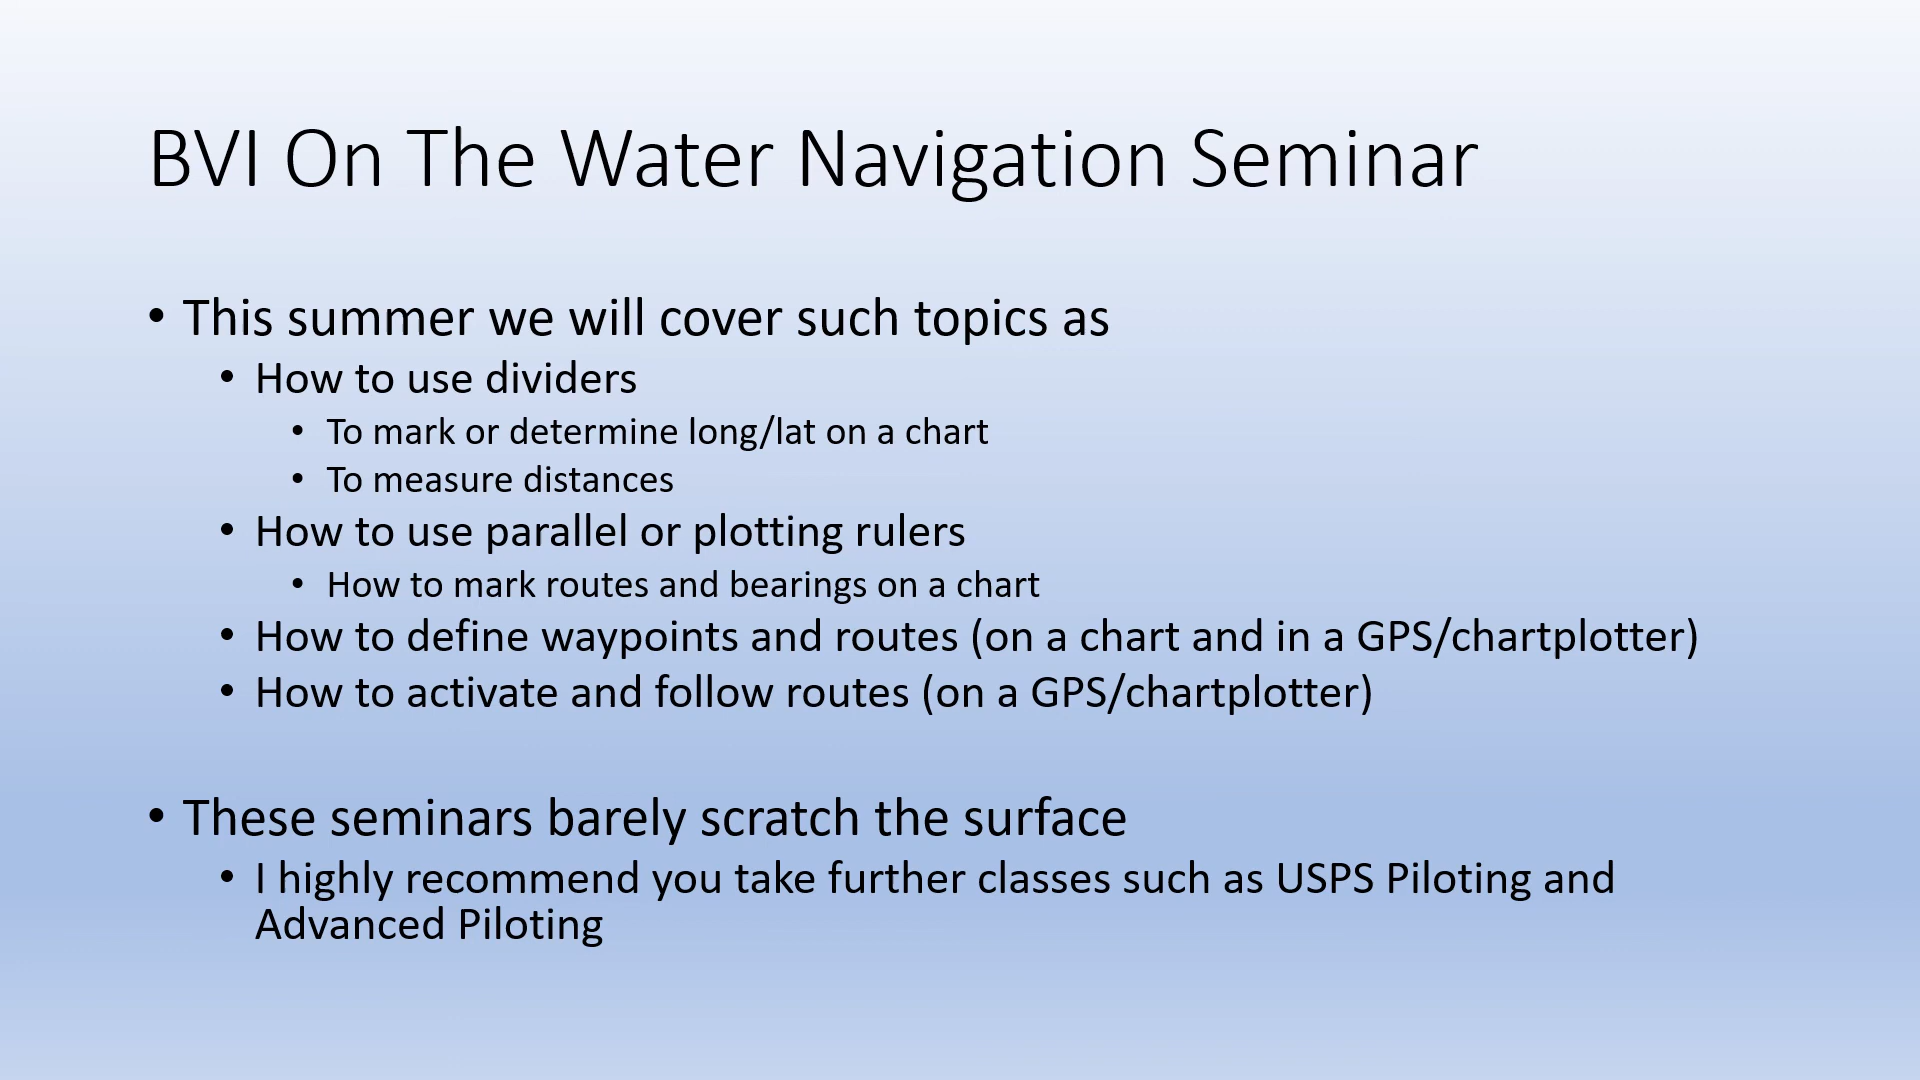 BVI On The Water Navigation Seminar
• This summer we will cover such topics as
• How to use dividers
• To mark or determine long/lat on a chart
• To measure distances
• How to use parallel or plotting rulers
• How to mark routes and bearings on a chart
• How to define waypoints and routes (on a chart and in a GPS/chartplotter)
• How to activate and follow routes (on a GPS/chartplotter)
• These seminars barely scratch the surface
• I highly recommend you take further classes such as USPS Piloting and
Advanced Piloting